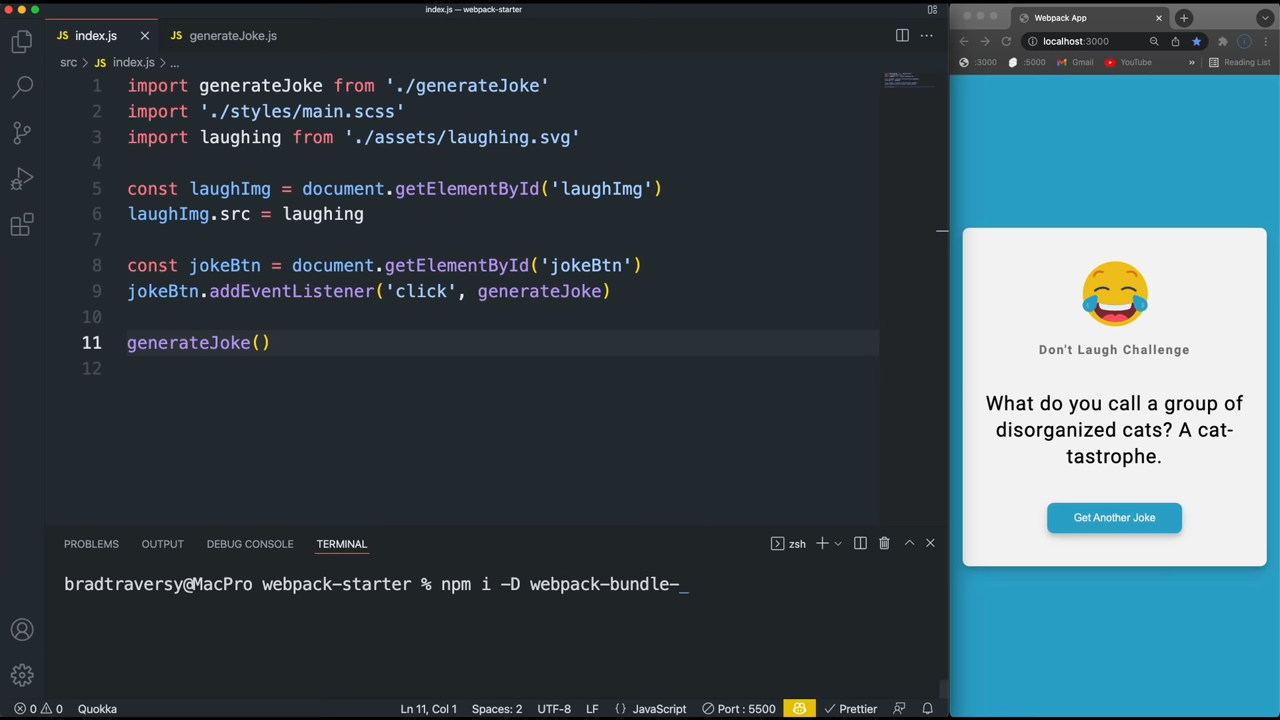 index.js — webpack-starter
JS index.js
JS generateJoke.js
src > JS index.js > ...
1 import generateJoke from './generateJoke'
2 import './styles/main.scss'
3 import laughing from './assets/laughing.svg'
4
5 const laughImg = document.getElementById('laughImg')
6 laughImg.src = laughing
7
8 const jokeBtn = document.getElementById('jokeBtn')
9 jokeBtn.addEventListener('click', generateJoke)
10
11 generateJoke()
12
PROBLEMS OUTPUT DEBUG CONSOLE TERMINAL
zsh
bradtraversy@MacPro webpack-starter % npm i -D webpack-bundle-_
0 0 Quokka Ln 11, Col 1 Spaces: 2 UTF-8 LF {} JavaScript Port : 5500 Prettier
Webpack App
localhost:3000
:3000 :5000 Gmail YouTube » Reading List
Don't Laugh Challenge
What do you call a group of
disorganized cats? A cat-
tastrophe.
Get Another Joke